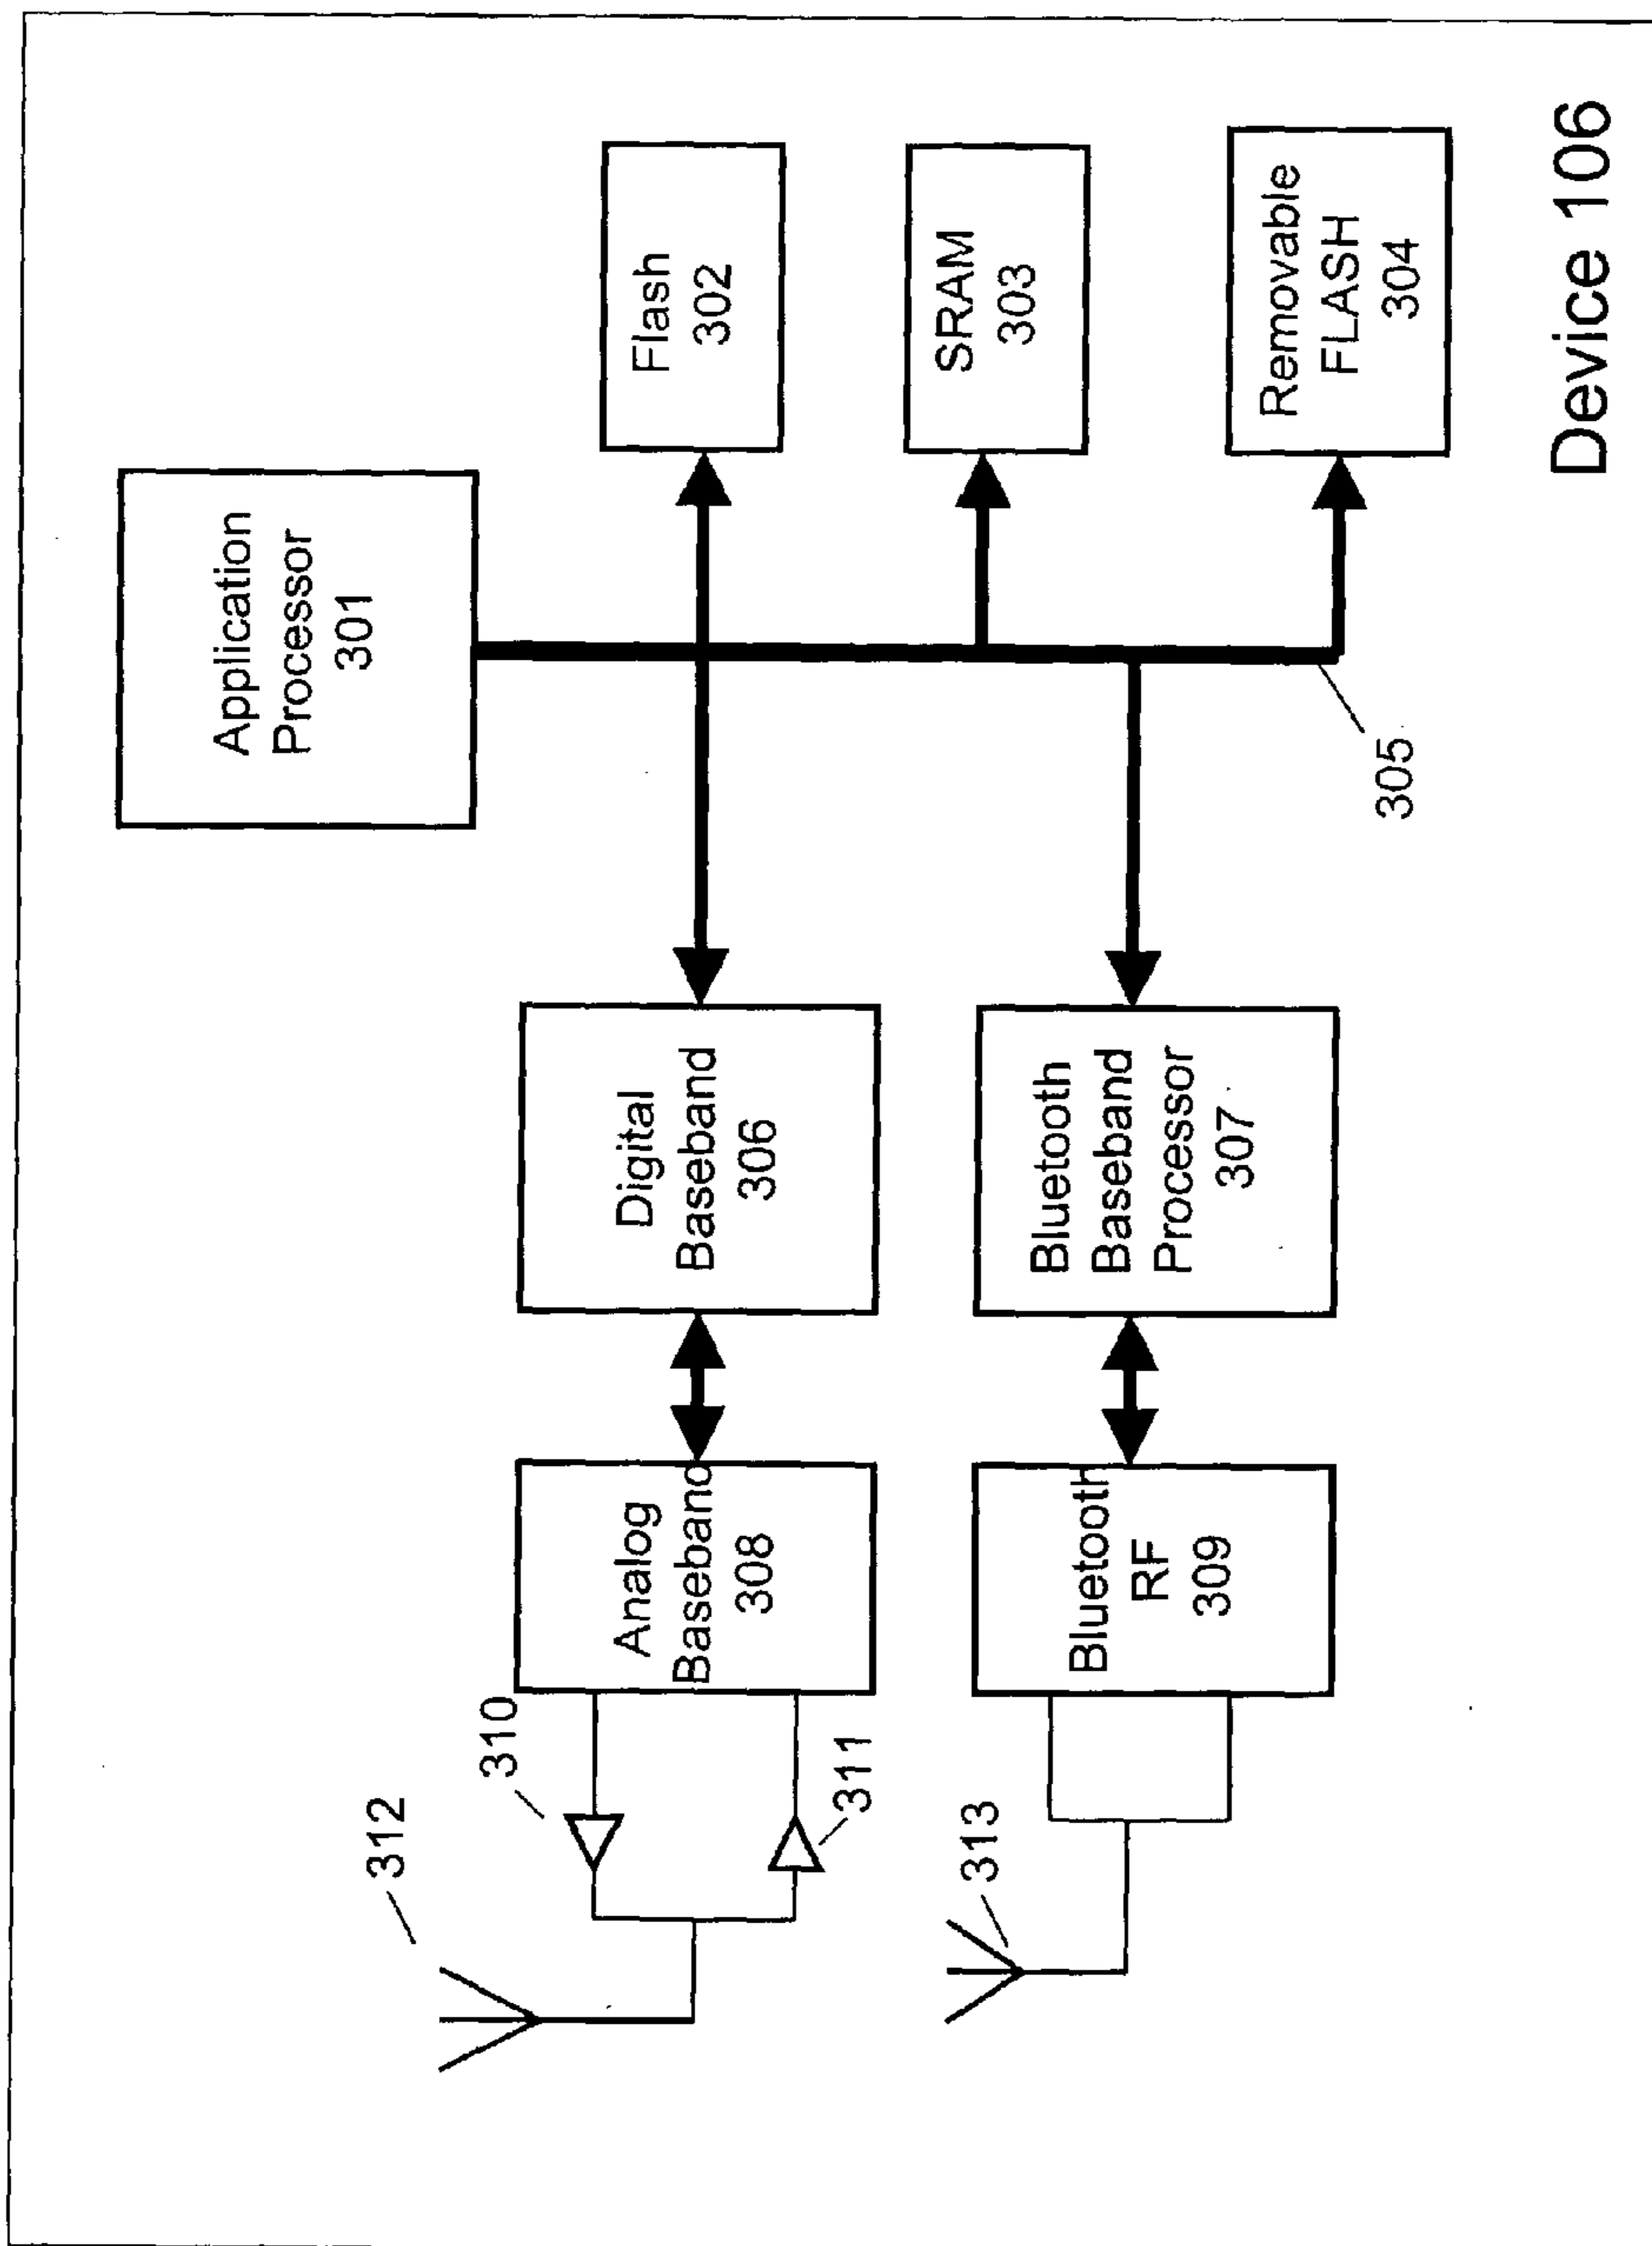 Application
Processor
301
Flash
302
312
310
Analog
Baseband
308
Digital
Baseband
306
311
SRAM
303
313
Bluetooth
RF
309
Bluetooth
Baseband
Processor
307
Removable
FLASH
304
305
Device 106